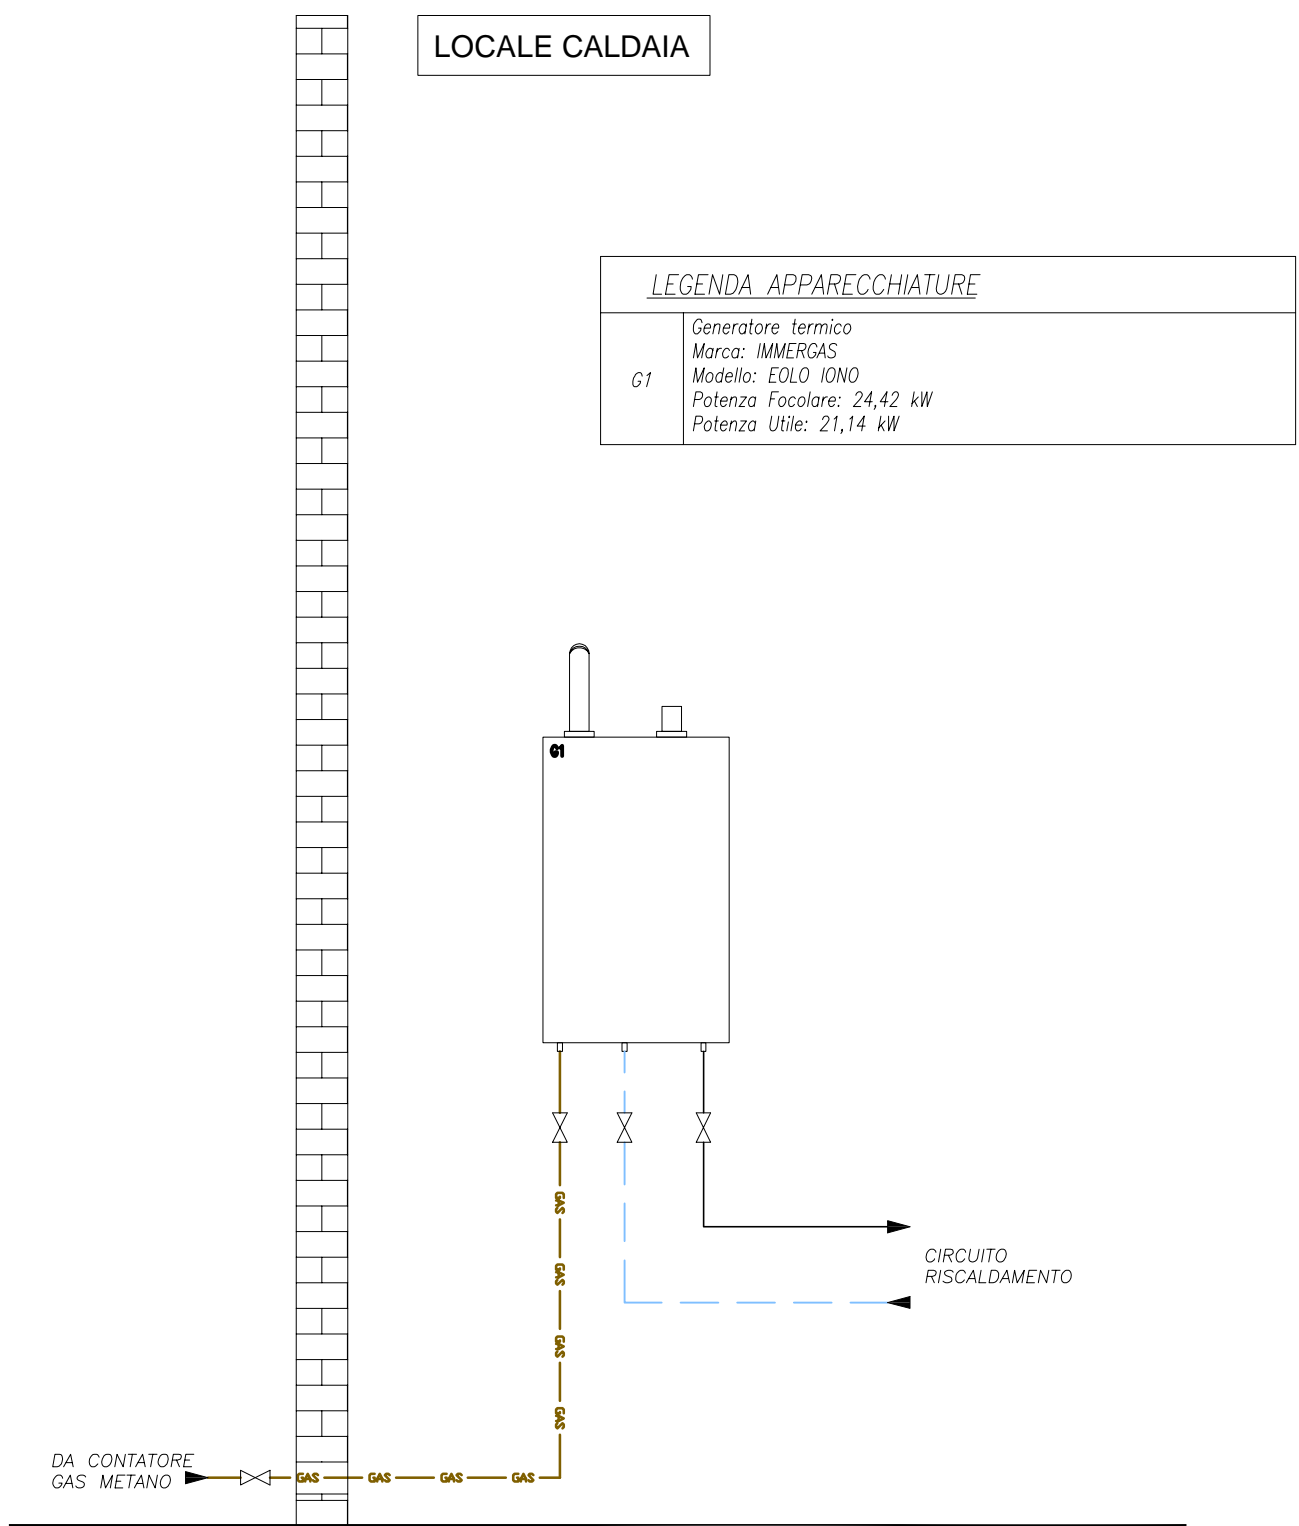 LOCALE CALDAIA
LEGENDA APPARECCHIATURE
G1
Generatore termico
Marca: IMMERGAS
Modello: EOLO IONO
Potenza Focolare: 24,42 kW
Potenza Utile: 21,14 kW
G1
GAS
GAS
GAS
GAS
CIRCUITO
RISCALDAMENTO
DA CONTATORE
GAS METANO
GAS GAS GAS GAS